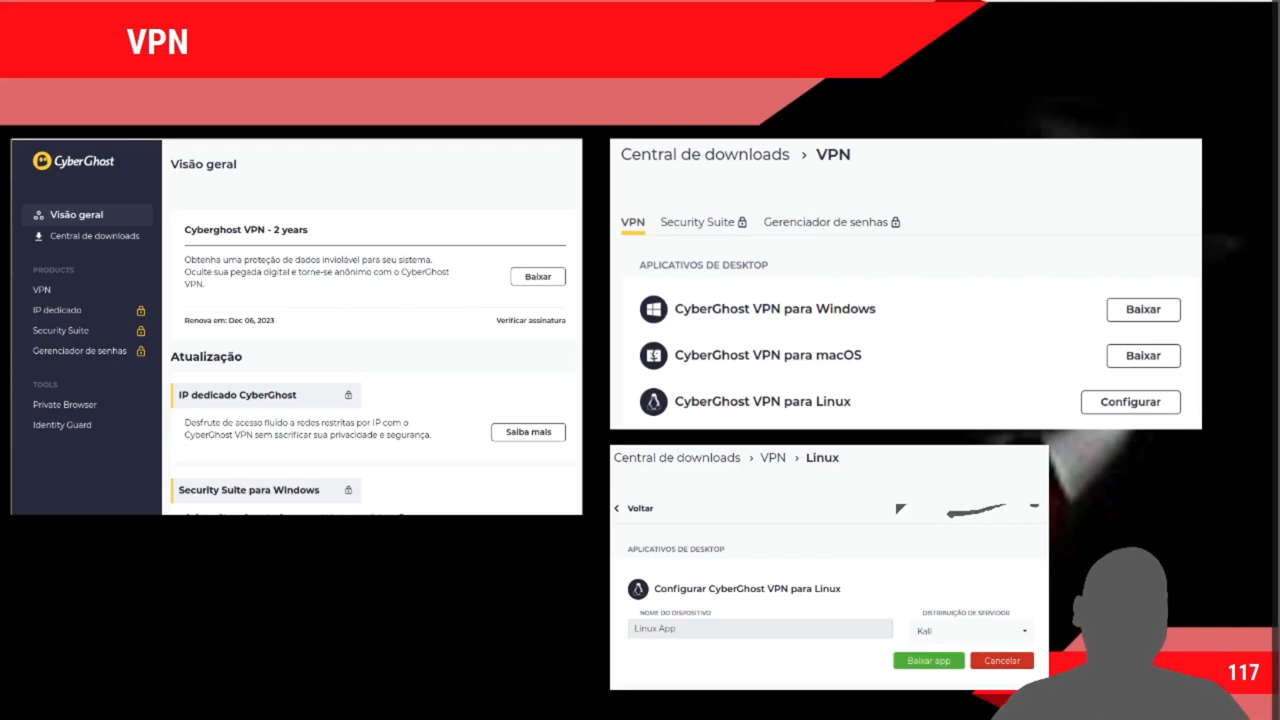 VPN
CyberGhost
Visão geral
Central de downloads
PRODUCTS
VPN
IP dedicado
Security Suite
Gerenciador de senhas
TOOLS
Private Browser
Identity Guard
Visão geral
Cyberghost VPN - 2 years
Obtenha uma proteção de dados inviolável para seu sistema.
Oculte sua pegada digital e torne-se anônimo com o CyberGhost
VPN.
Baixar
Renova em: Dec 06, 2023
Verificar assinatura
Atualização
IP dedicado CyberGhost
Desfrute de acesso fluido a redes restritas por IP com o
CyberGhost VPN sem sacrificar sua privacidade e segurança.
Saiba mais
Security Suite para Windows
Central de downloads › VPN
VPN Security Suite Gerenciador de senhas
APLICATIVOS DE DESKTOP
CyberGhost VPN para Windows
Baixar
CyberGhost VPN para macOS
Baixar
CyberGhost VPN para Linux
Configurar
Central de downloads › VPN › Linux
‹ Voltar
APLICATIVOS DE DESKTOP
Configurar CyberGhost VPN para Linux
NOME DO DISPOSITIVO
Linux App
DISTRIBUIÇÃO DE SERVIDOR
Kali
Baixar app
Cancelar
117